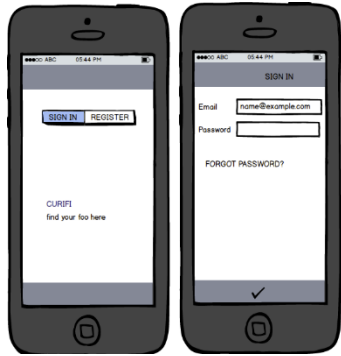 ABC 05:44 PM
SIGN IN REGISTER
CURIFI
find your foo here
ABC 05:44 PM
SIGN IN
Email name@example.com
Password
FORGOT PASSWORD?